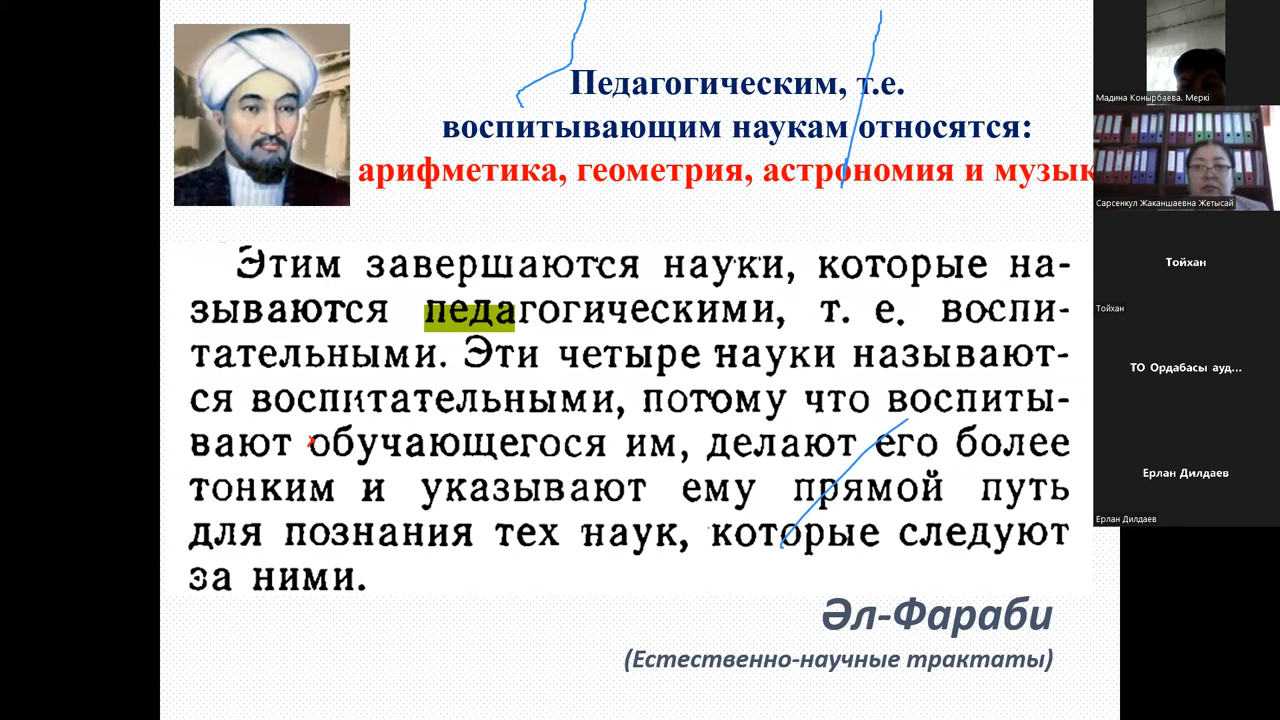 Педагогическим, т.е.
воспитывающим наукам относятся:
арифметика, геометрия, астрономия и музык
Этим завершаются науки, которые на-
зываются педагогическими, т. е. воспи-
тательными. Эти четыре науки называют-
ся воспитательными, потому что воспиты-
вают обучающегося им, делают его более
тонким и указывают ему прямой путь
для познания тех наук, которые следуют
за ними.
Әл-Фараби
(Естественно-научные трактаты)
Мадина Конырбаева. Меркі
Сарсенкул Жаканшаевна Жетысай
Тойхан
Тойхан
ТО Ордабасы ауд...
Ерлан Дилдаев
Ерлан Дилдаев